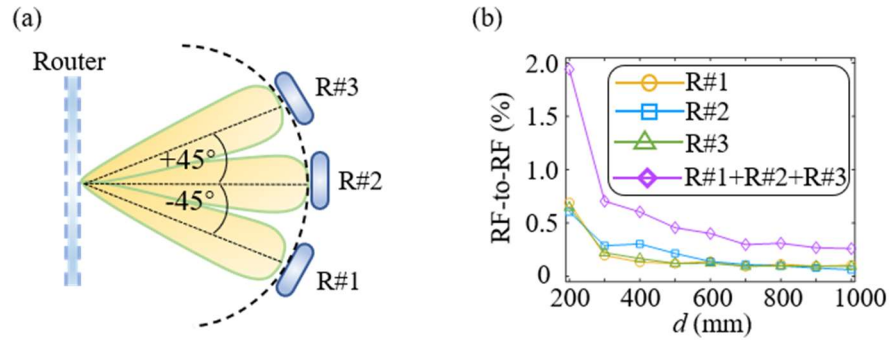 (a)
Router
R#3
+45°
-45°
R#2
R#1
(b)
RF-to-RF (%)
2.0
1.5
1.0
0.5
0
R#1
R#2
R#3
R#1+R#2+R#3
200 400 600 800 1000
d (mm)